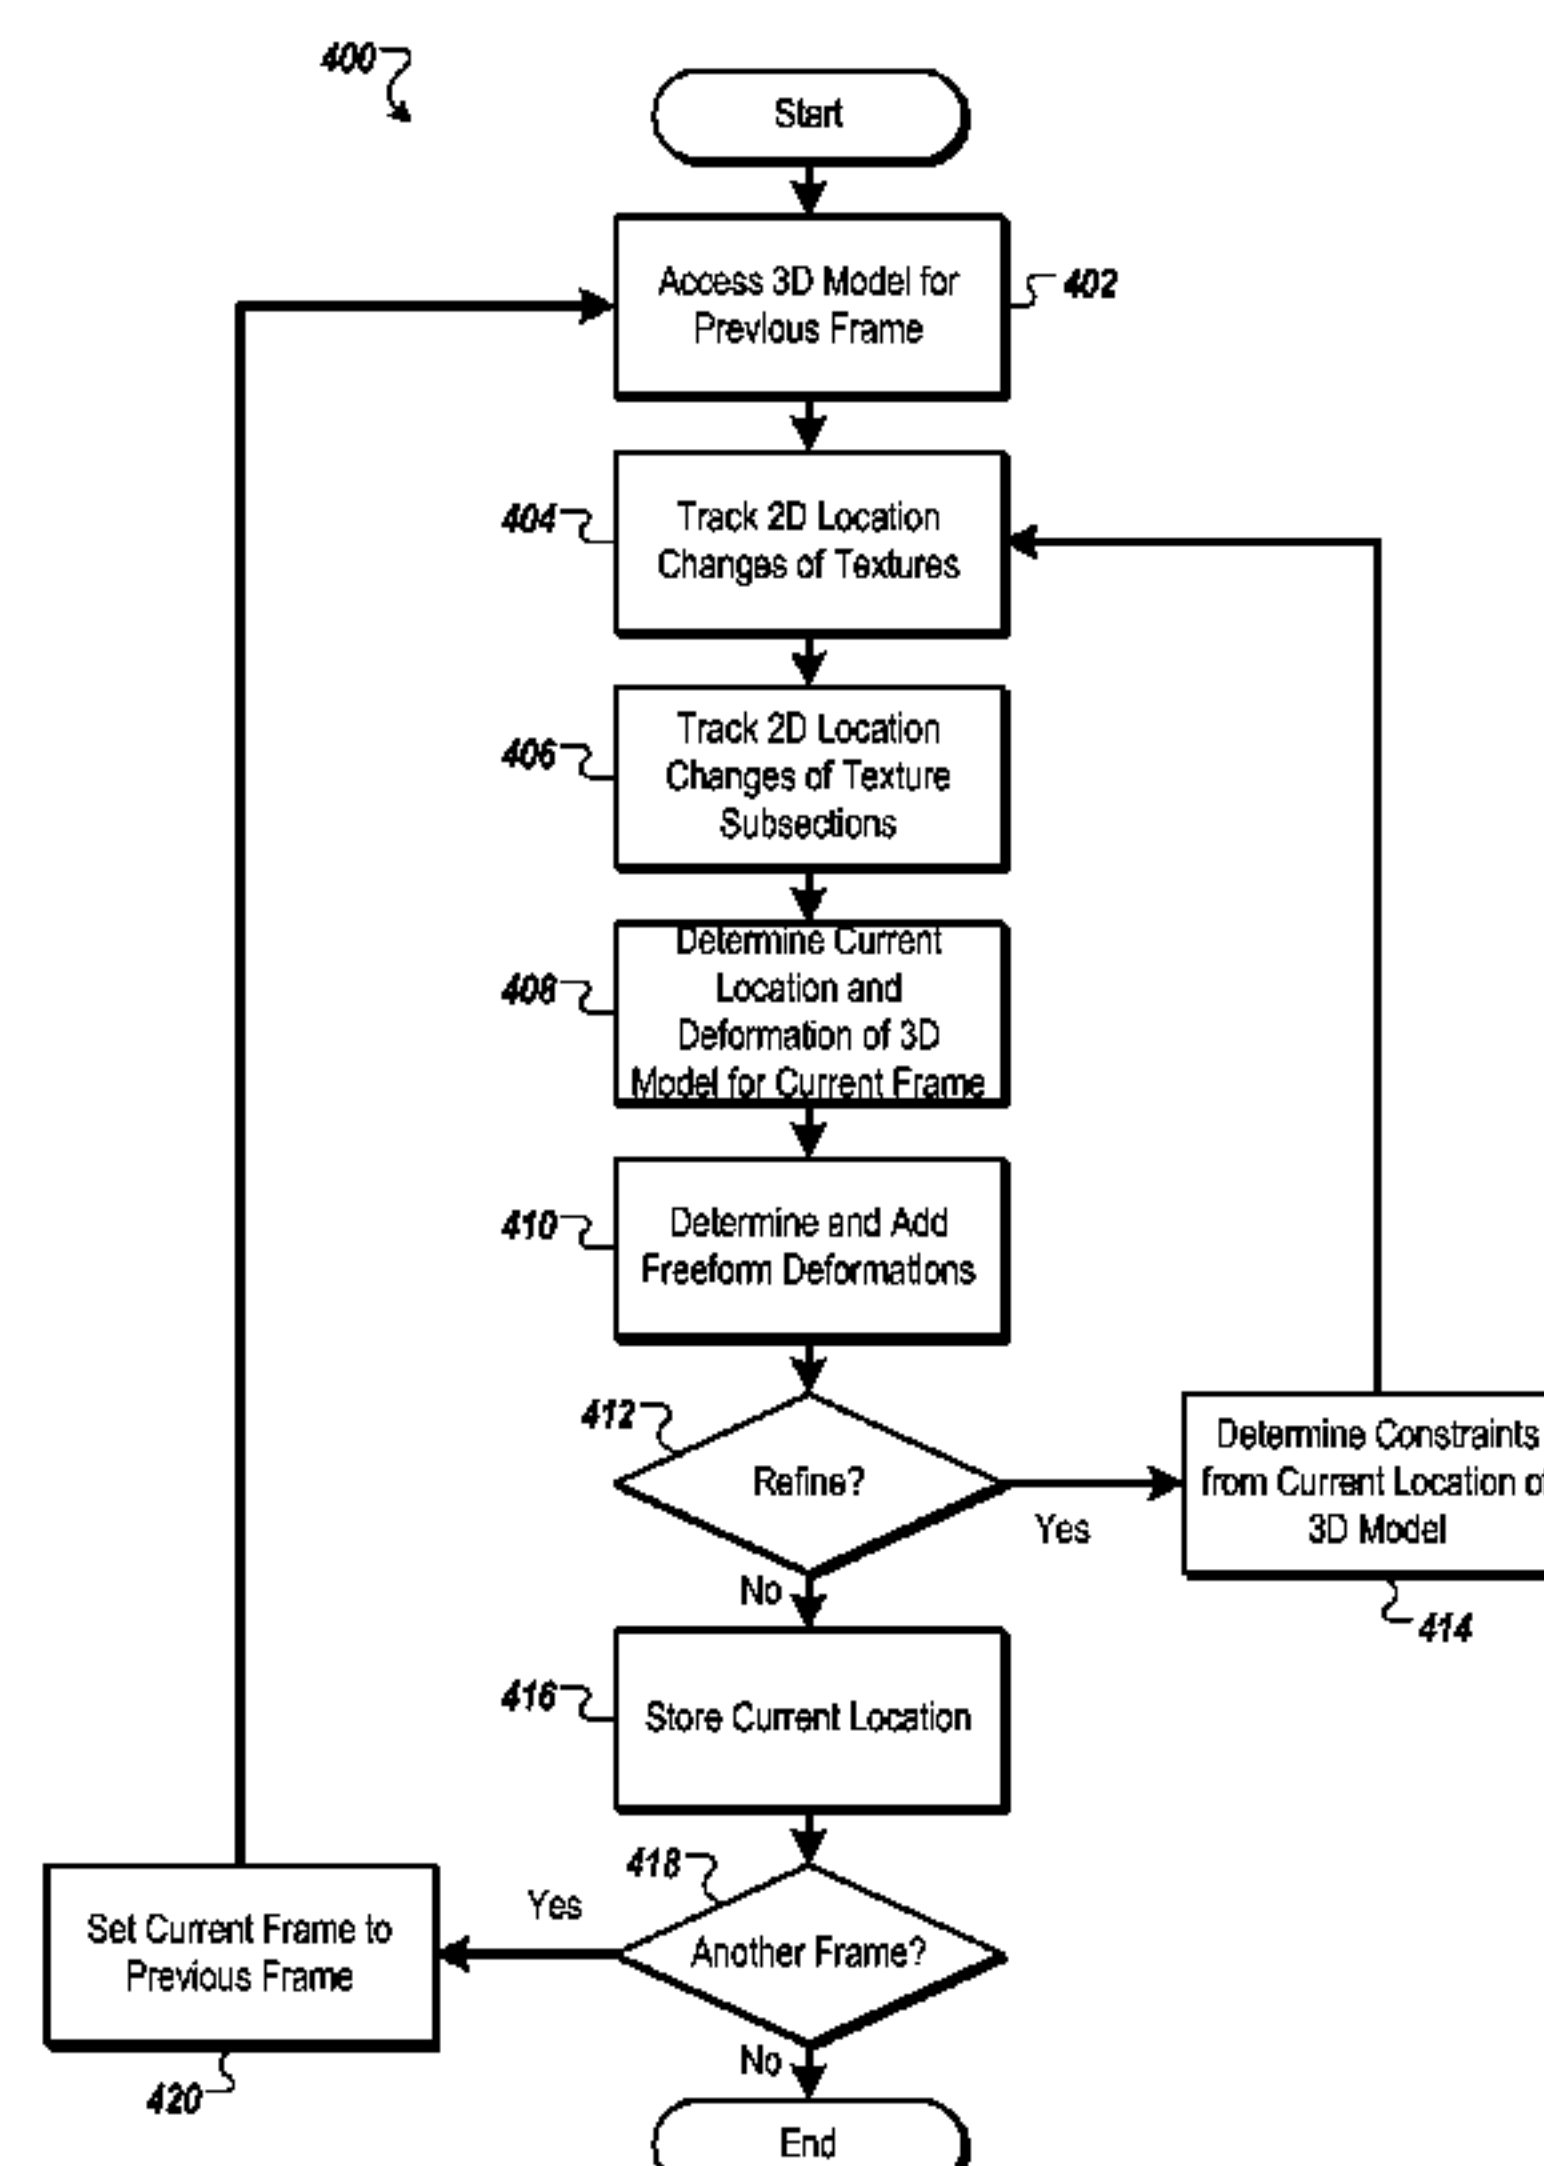 400
Start
Access 3D Model for
Previous Frame
402
404
Track 2D Location
Changes of Textures
406
Track 2D Location
Changes of Texture
Subsections
408
Determine Current
Location and
Deformation of 3D
Model for Current Frame
410
Determine and Add
Freeform Deformations
412
Refine?
Yes
Determine Constraints
from Current Location of
3D Model
414
No
416
Store Current Location
418
Another Frame?
Yes
Set Current Frame to
Previous Frame
420
No
End